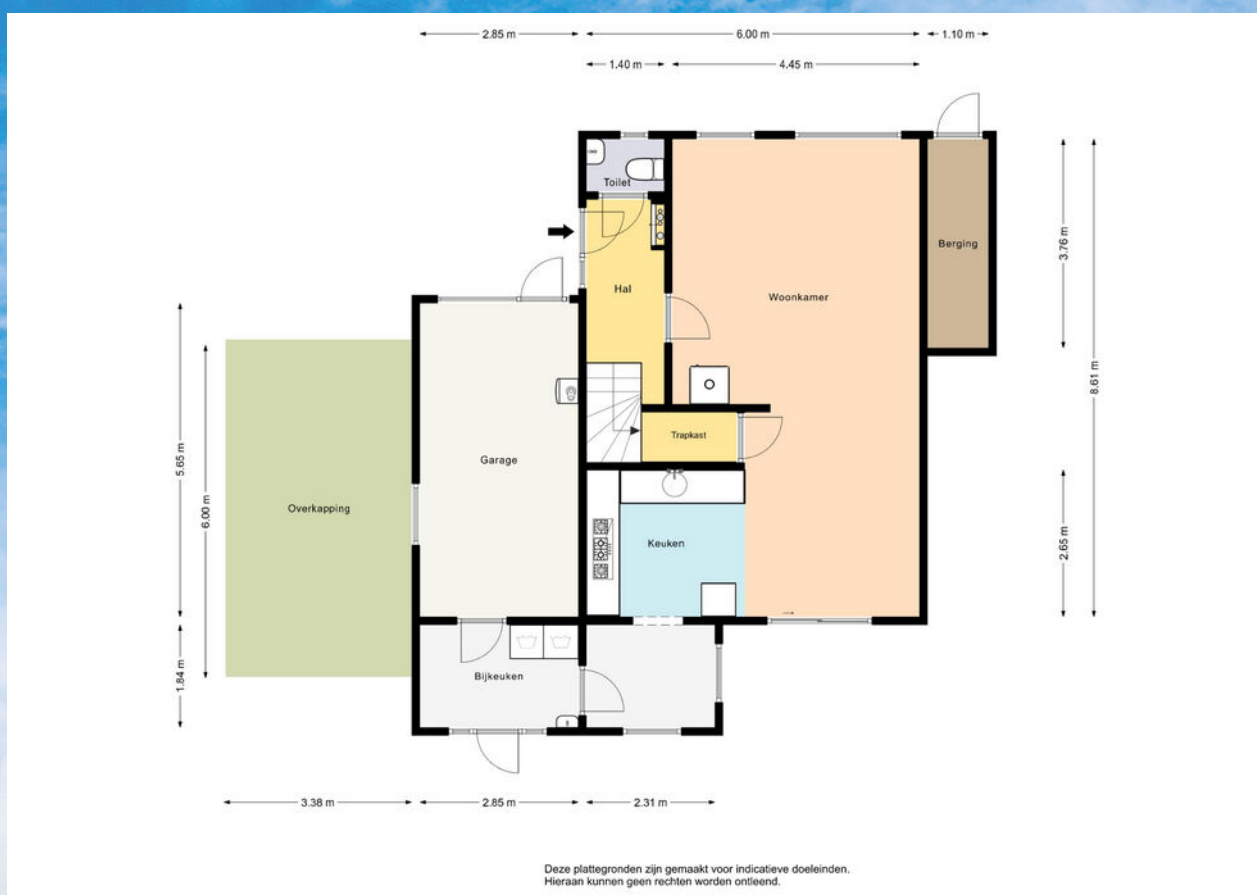 2.85 m
6.00 m
1.10 m
1.40 m
4.45 m
Toilet
Berging
3.76 m
Hal
Woonkamer
8.61 m
Trapkast
5.65 m
Garage
6.00 m
Overkapping
Keuken
2.65 m
Bijkeuken
1.84 m
3.38 m
2.85 m
2.31 m
Deze plattegronden zijn gemaakt voor indicatieve doeleinden.
Hieraan kunnen geen rechten worden ontleend.